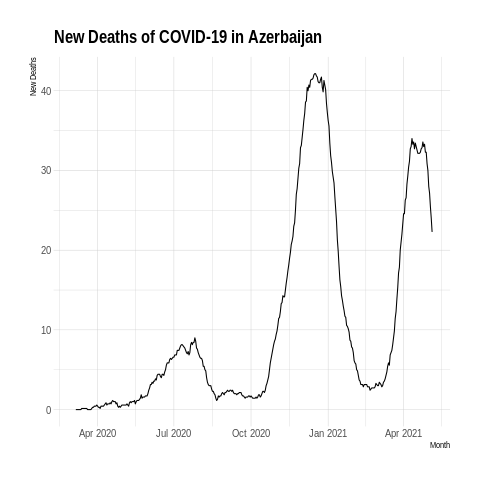 New Deaths of COVID-19 in Azerbaijan
New Deaths
40
30
20
10
0
Apr 2020 Jul 2020 Oct 2020 Jan 2021 Apr 2021
Month